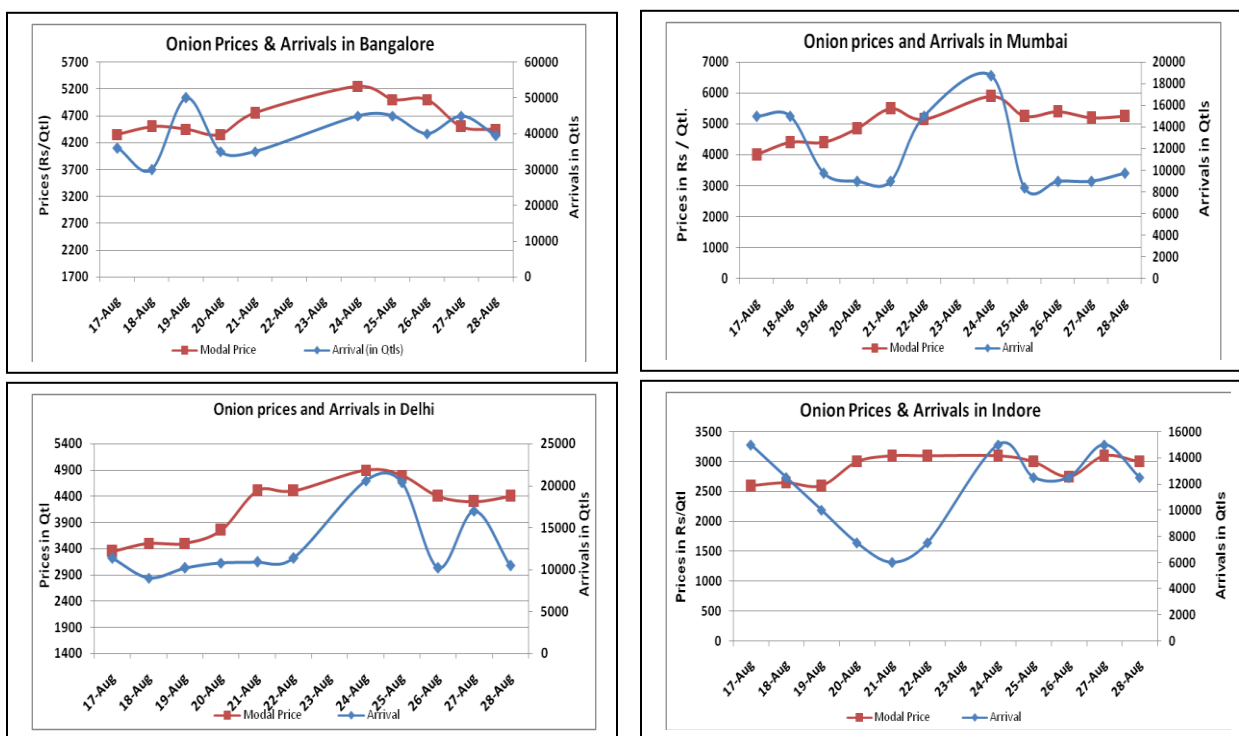 Onion Prices & Arrivals in Bangalore
5700
5200
4700
4200
3700
3200
2700
2200
1700
Prices (Rs/Qtl)
60000
50000
40000
30000
20000
10000
0
Arrivals in Qtls
17-Aug
18-Aug
19-Aug
20-Aug
21-Aug
22-Aug
23-Aug
24-Aug
25-Aug
26-Aug
27-Aug
28-Aug
Modal Price
Arrival (in Qtls)
Onion prices and Arrivals in Mumbai
7000
6000
5000
4000
3000
2000
1000
0
Prices in Rs / Qtl.
20000
18000
16000
14000
12000
10000
8000
6000
4000
2000
0
Arrivals in Qtls
17-Aug
18-Aug
19-Aug
20-Aug
21-Aug
22-Aug
23-Aug
24-Aug
25-Aug
26-Aug
27-Aug
28-Aug
Modal Price
Arrival
Onion prices and Arrivals in Delhi
5400
4900
4400
3900
3400
2900
2400
1900
1400
Prices in Qtl
25000
20000
15000
10000
5000
0
Arrivals in Qtls
17-Aug
18-Aug
19-Aug
20-Aug
21-Aug
22-Aug
23-Aug
24-Aug
25-Aug
26-Aug
27-Aug
28-Aug
Modal Price
Arrival
Onion Prices & Arrivals in Indore
3500
3000
2500
2000
1500
1000
500
0
Prices in Rs/Qtl
16000
14000
12000
10000
8000
6000
4000
2000
0
Arrivals in Qtls
17-Aug
18-Aug
19-Aug
20-Aug
21-Aug
22-Aug
23-Aug
24-Aug
25-Aug
26-Aug
27-Aug
28-Aug
Modal Price
Arrival